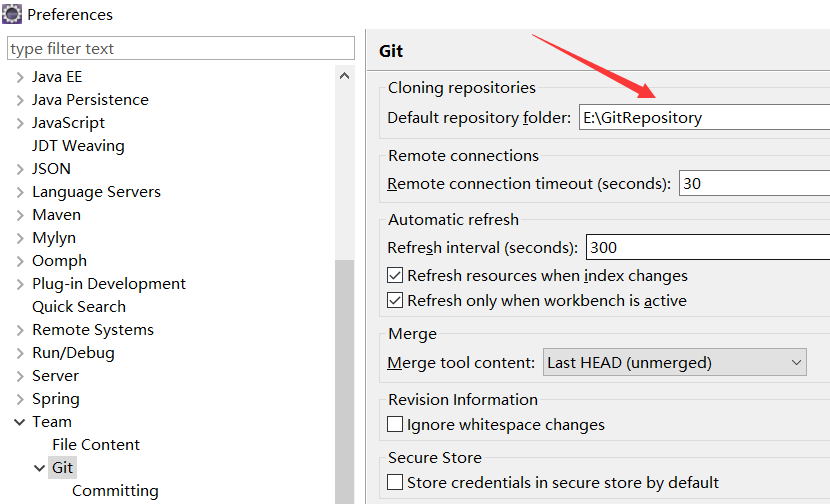 Preferences
type filter text
Java EE
Java Persistence
JavaScript
JDT Weaving
JSON
Language Servers
Maven
Mylyn
Oomph
Plug-in Development
Quick Search
Remote Systems
Run/Debug
Server
Spring
Team
File Content
Git
Committing
Git
Cloning repositories
Default repository folder: E:\GitRepository
Remote connections
Remote connection timeout (seconds): 30
Automatic refresh
Refresh interval (seconds): 300
Refresh resources when index changes
Refresh only when workbench is active
Merge
Merge tool content: Last HEAD (unmerged)
Revision Information
Ignore whitespace changes
Secure Store
Store credentials in secure store by default